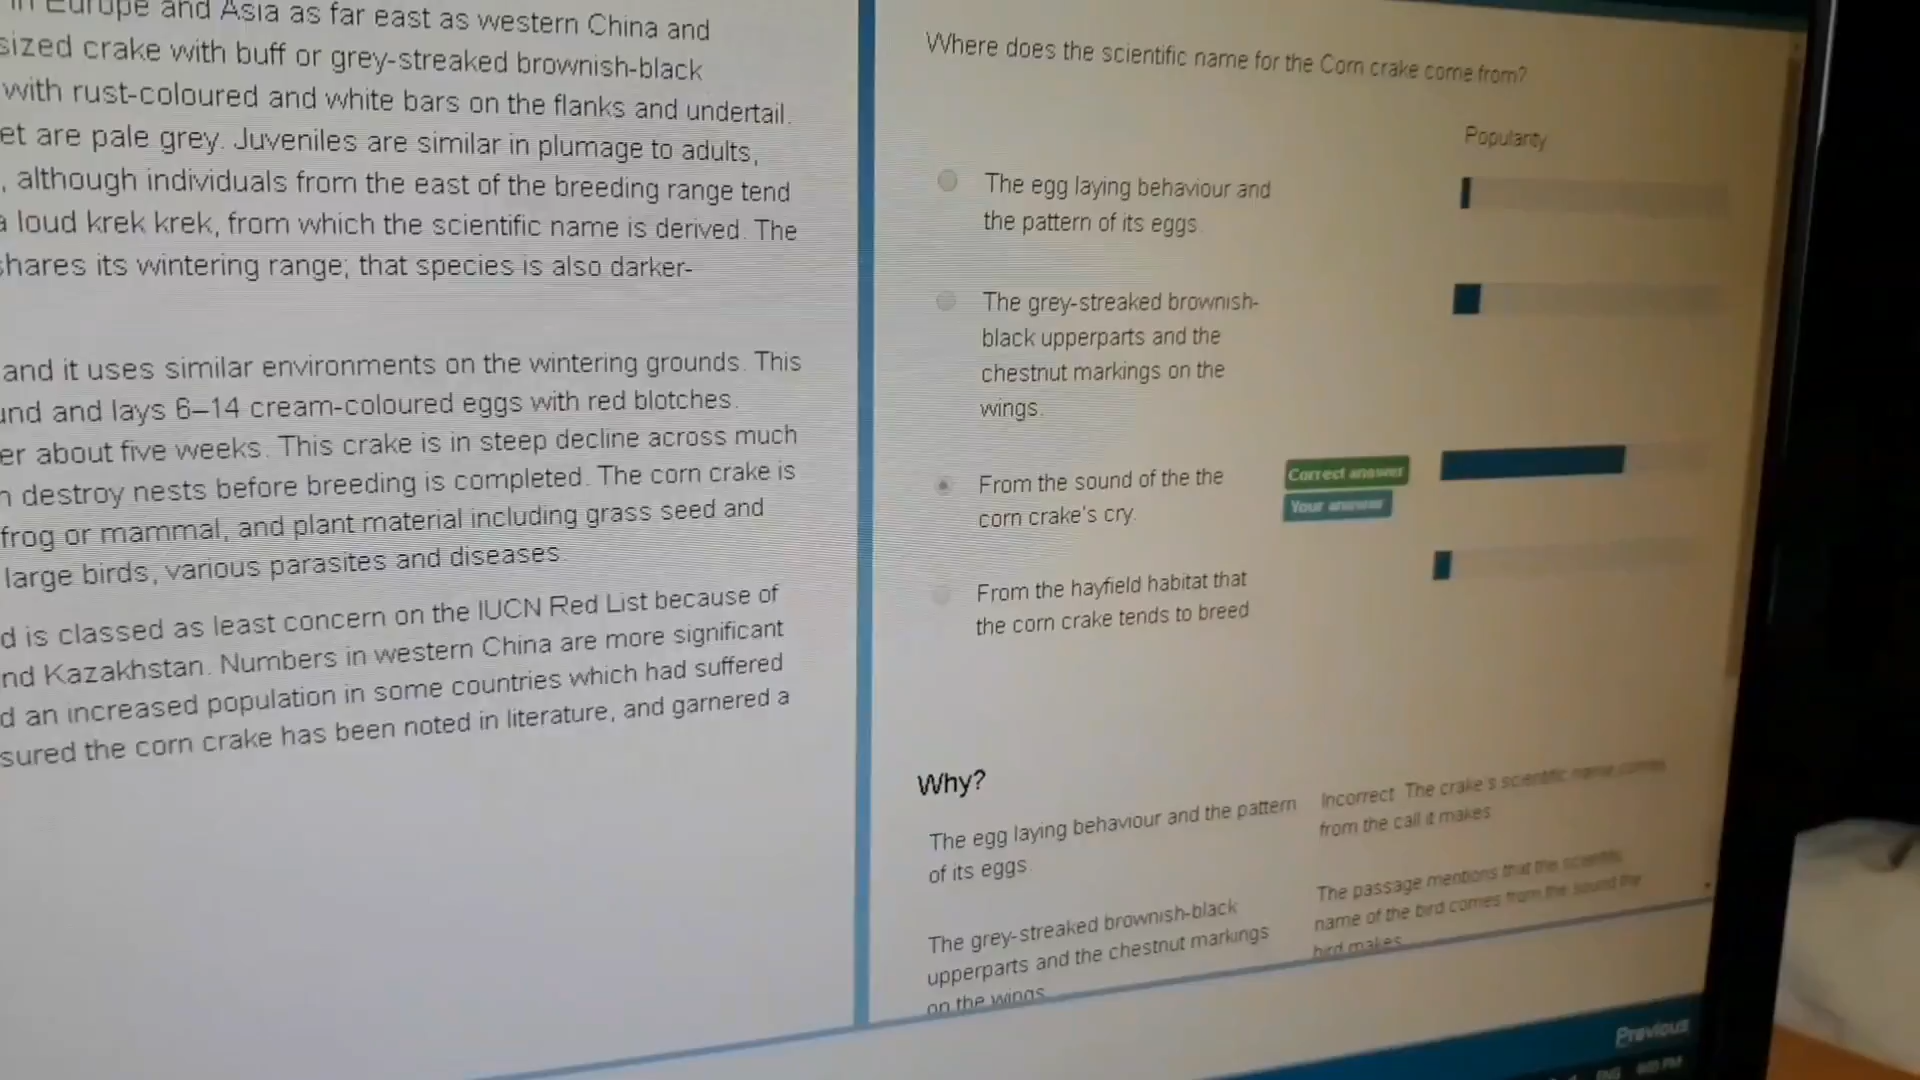 in Europe and Asia as far east as western China and
sized crake with buff or grey-streaked brownish-black
with rust-coloured and white bars on the flanks and undertail.
et are pale grey. Juveniles are similar in plumage to adults,
, although individuals from the east of the breeding range tend
a loud krek krek, from which the scientific name is derived. The
shares its wintering range; that species is also darker-
and it uses similar environments on the wintering grounds. This
und and lays 6–14 cream-coloured eggs with red blotches.
er about five weeks. This crake is in steep decline across much
n destroy nests before breeding is completed. The corn crake is
frog or mammal, and plant material including grass seed and
large birds, various parasites and diseases.
d is classed as least concern on the IUCN Red List because of
nd Kazakhstan. Numbers in western China are more significant
d an increased population in some countries which had suffered
sured the corn crake has been noted in literature, and garnered a
Where does the scientific name for the Corn crake come from?
Popularity
The egg laying behaviour and
the pattern of its eggs.
The grey-streaked brownish-
black upperparts and the
chestnut markings on the
wings.
From the sound of the the
corn crake's cry.
Correct answer
Your answer
From the hayfield habitat that
the corn crake tends to breed
Why?
The egg laying behaviour and the pattern
of its eggs.
Incorrect. The crake's scientific name comes
from the call it makes.
The grey-streaked brownish-black
upperparts and the chestnut markings
on the wings.
The passage mentions that the scientific
name of the bird comes from the sound the
bird makes.
Previous
ENG